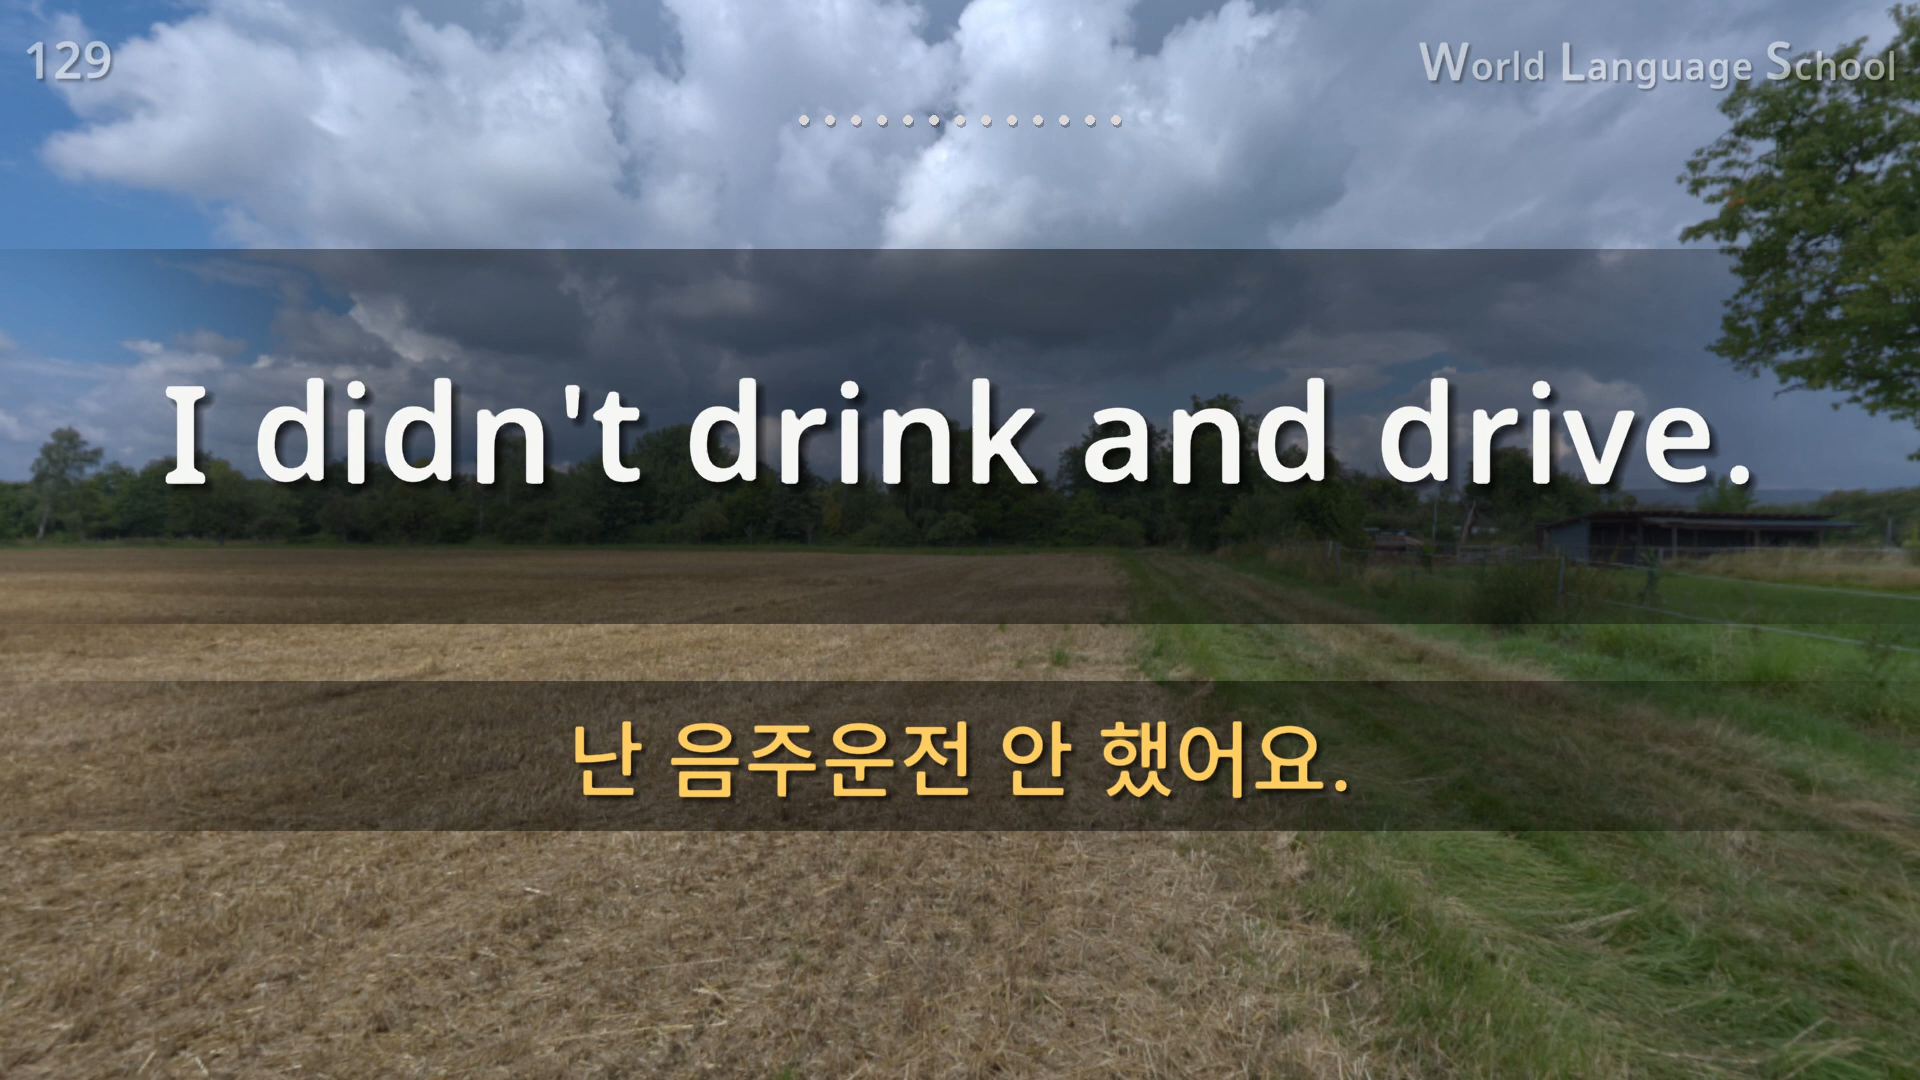 129
World Language School
I didn't drink and drive.
난 음주운전 안 했어요.